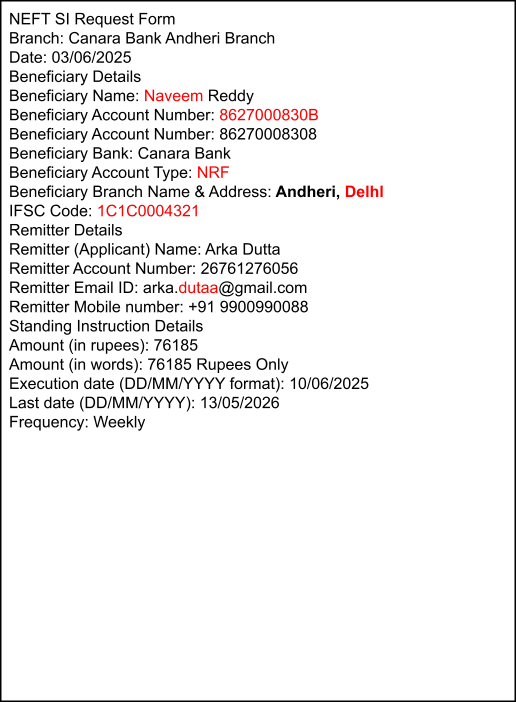 NEFT SI Request Form
Branch: Canara Bank Andheri Branch
Date: 03/06/2025
Beneficiary Details
Beneficiary Name: Naveem Reddy
Beneficiary Account Number: 8627000830B
Beneficiary Account Number: 86270008308
Beneficiary Bank: Canara Bank
Beneficiary Account Type: NRF
Beneficiary Branch Name & Address: Andheri, DelhI
IFSC Code: 1C1C0004321
Remitter Details
Remitter (Applicant) Name: Arka Dutta
Remitter Account Number: 26761276056
Remitter Email ID: arka.dutaa@gmail.com
Remitter Mobile number: +91 9900990088
Standing Instruction Details
Amount (in rupees): 76185
Amount (in words): 76185 Rupees Only
Execution date (DD/MM/YYYY format): 10/06/2025
Last date (DD/MM/YYYY): 13/05/2026
Frequency: Weekly